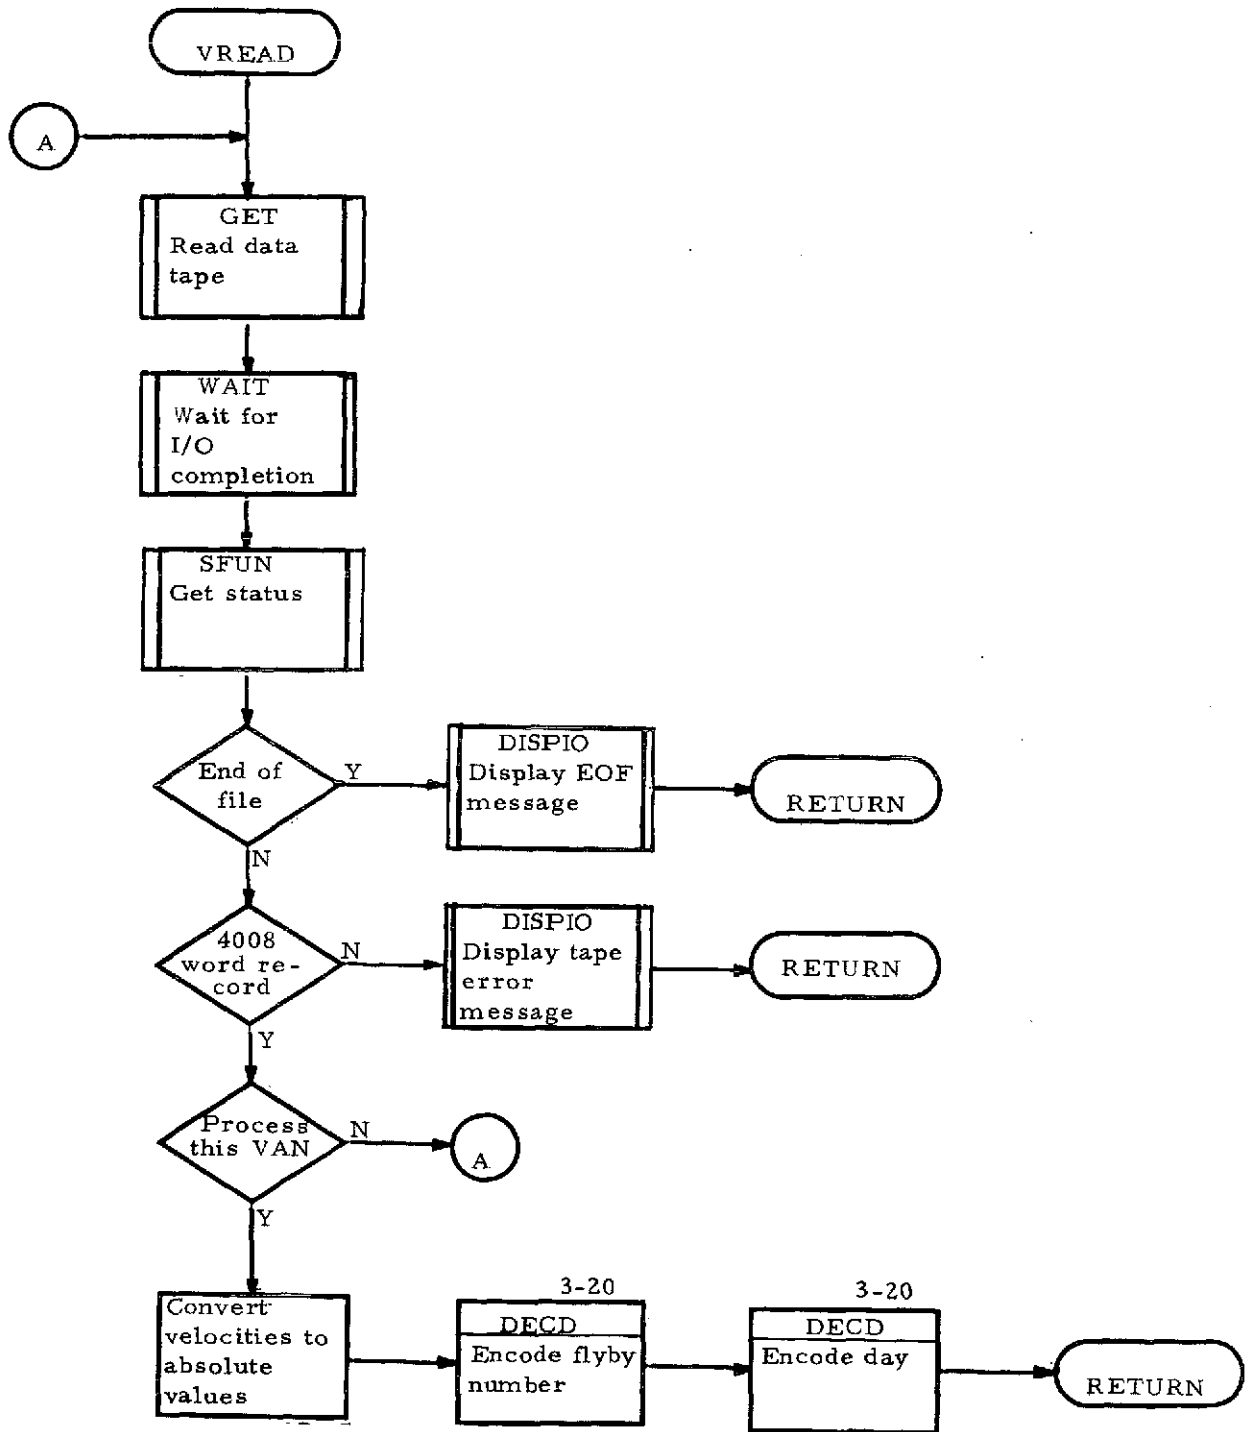 VREAD
A
GET
Read data
tape
WAIT
Wait for
I/O
completion
SFUN
Get status
End of
file
Y
N
DISPIO
Display EOF
message
RETURN
4008
word re-
cord
N
Y
DISPIO
Display tape
error
message
RETURN
Process
this VAN
N
Y
A
Convert
velocities to
absolute
values
3-20
DECD
Encode flyby
number
3-20
DECD
Encode day
RETURN